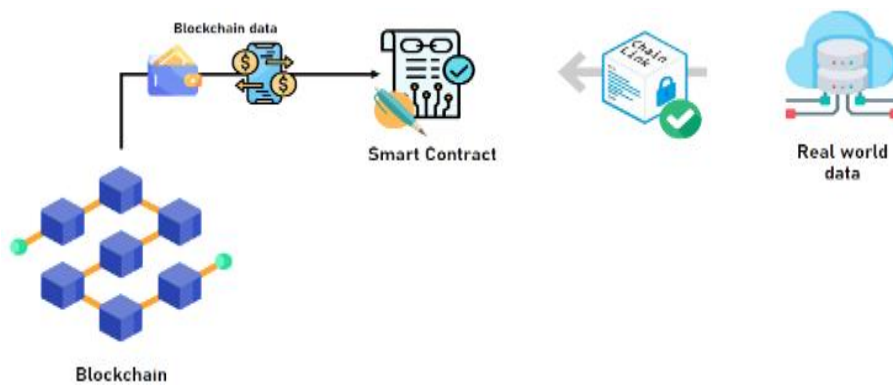 Blockchain data
Chain
Link
Smart Contract
Real world
data
Blockchain